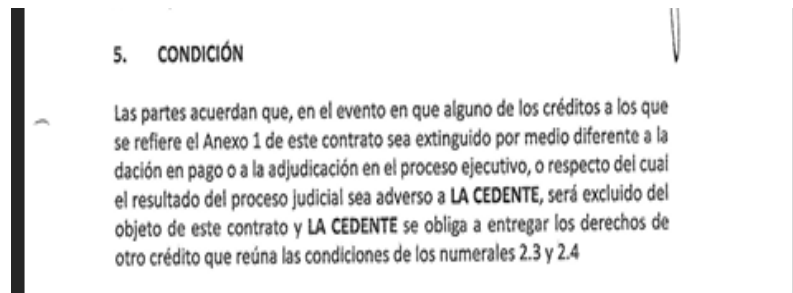 5. CONDICIÓN
Las partes acuerdan que, en el evento en que alguno de los créditos a los que
se refiere el Anexo 1 de este contrato sea extinguido por medio diferente a la
dación en pago o a la adjudicación en el proceso ejecutivo, o respecto del cual
el resultado del proceso judicial sea adverso a LA CEDENTE, será excluido del
objeto de este contrato y LA CEDENTE se obliga a entregar los derechos de
otro crédito que reúna las condiciones de los numerales 2.3 y 2.4